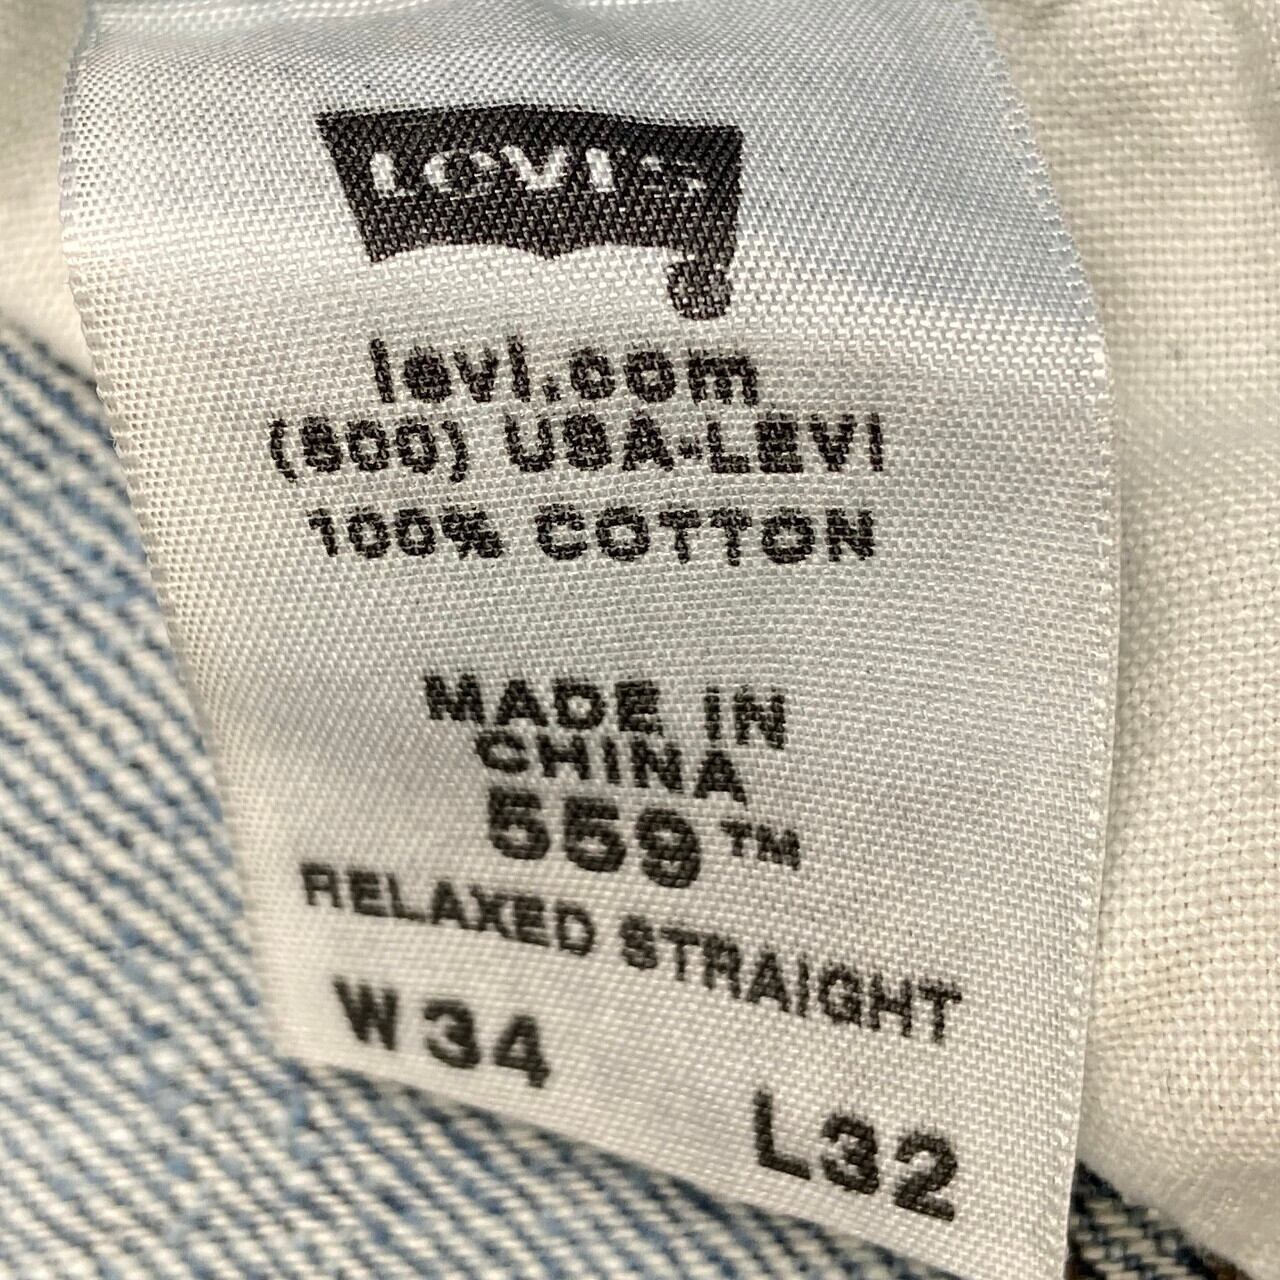 LEVI'S
levi.com
(800) USA-LEVI
100% COTTON
MADE IN
CHINA
559™
RELAXED STRAIGHT
W34 L32